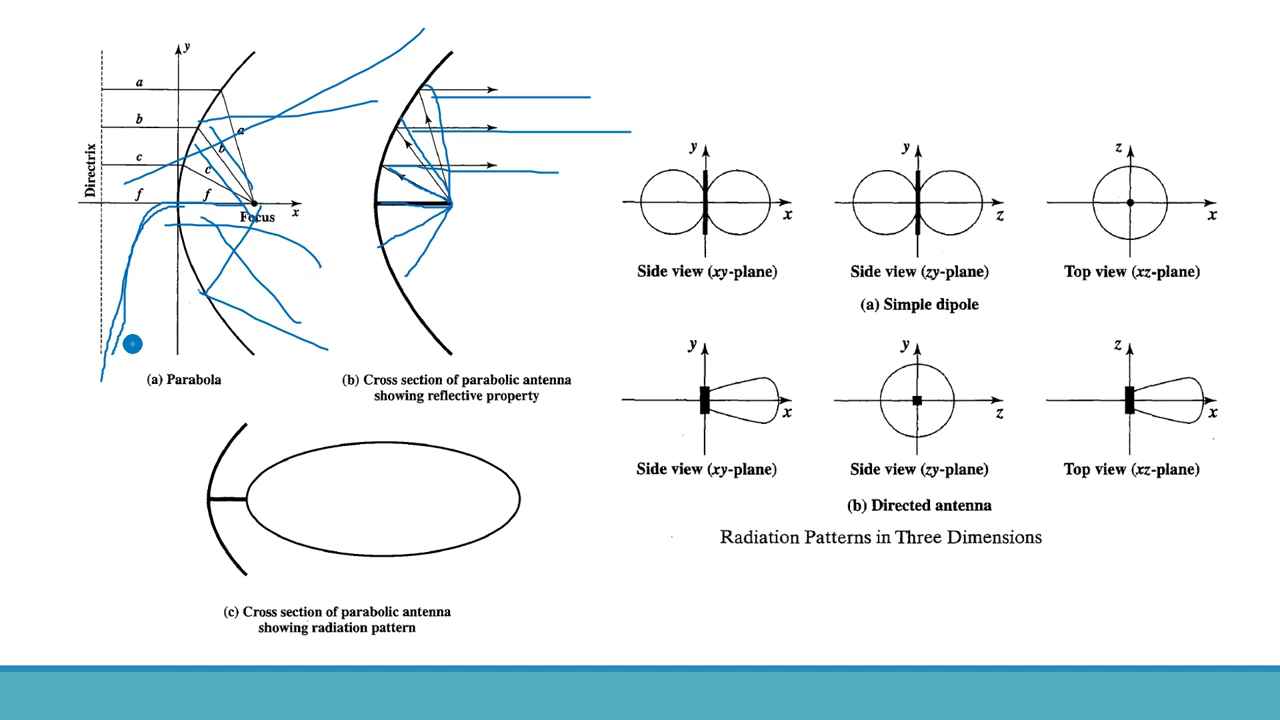 y
a
b
c
f
Directrix
a
b
c
f
Focus
x
(a) Parabola
(b) Cross section of parabolic antenna
showing reflective property
(c) Cross section of parabolic antenna
showing radiation pattern
y
x
Side view (xy-plane)
y
z
Side view (zy-plane)
z
x
Top view (xz-plane)
(a) Simple dipole
y
x
Side view (xy-plane)
y
z
Side view (zy-plane)
z
x
Top view (xz-plane)
(b) Directed antenna
Radiation Patterns in Three Dimensions